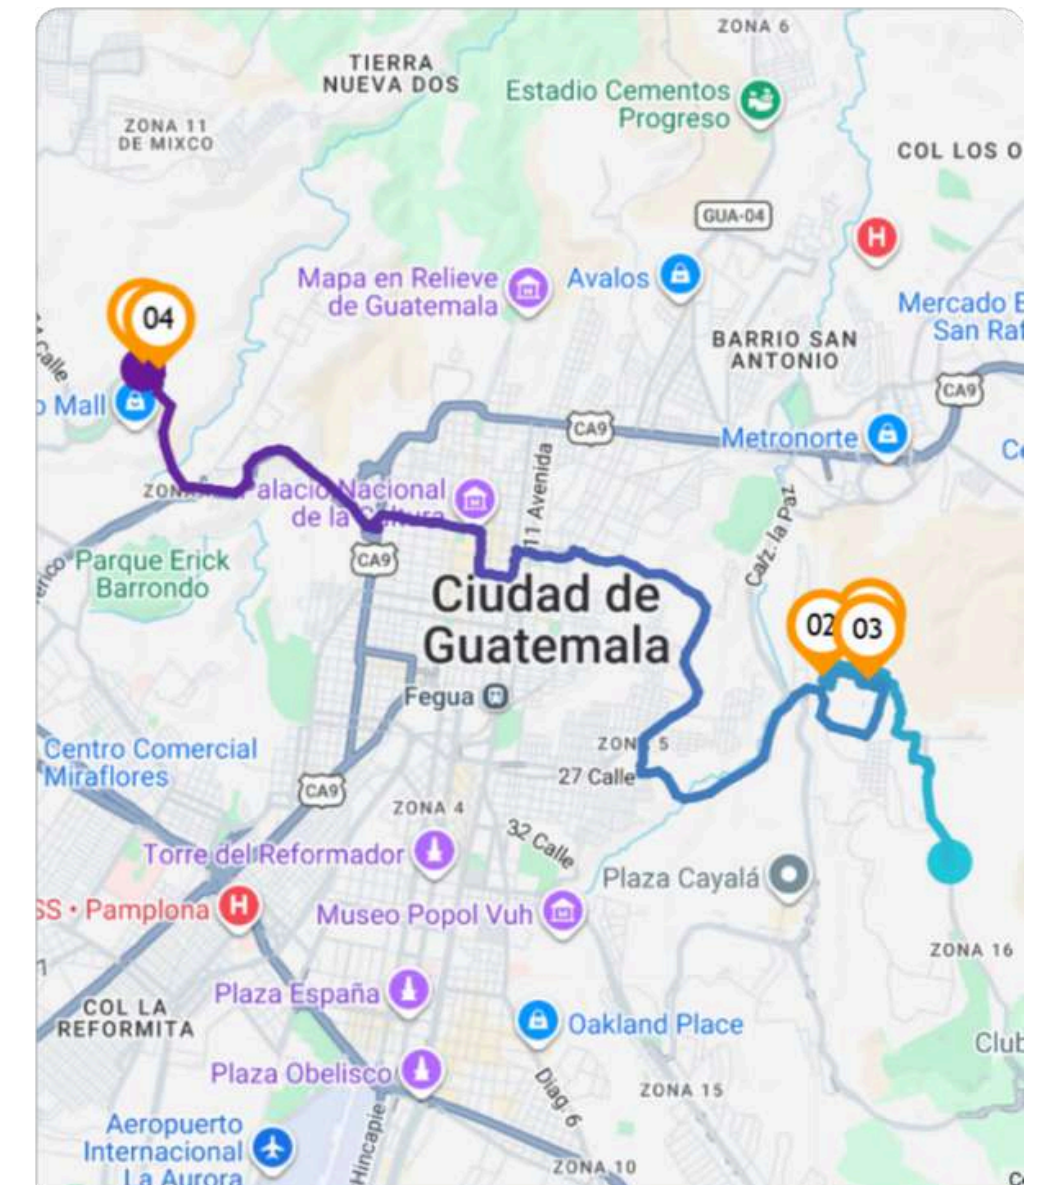 ZONA 6
TIERRA
NUEVA DOS
Estadio Cementos
Progreso
ZONA 11
DE MIXCO
COL LOS O
GUA-04
H
Mapa en Relieve
de Guatemala
Avalos
Mercado
San Raf
04
BARRIO SAN
ANTONIO
Calle
o Mall
CA9
CA9
Metronorte
11 Avenida
Palacio Nacional
de la Cultura
Calz. la Paz
CA9
Parque Erick
Barrondo
Ciudad de
Guatemala
02
03
Fegua
ZONA 5
27 Calle
Centro Comercial
Miraflores
CA9
ZONA 4
32 Calle
Torre del Reformador
Plaza Cayalá
SS • Pamplona
H
Museo Popol Vuh
ZONA 16
Plaza España
COL LA
REFORMITA
Oakland Place
Club
Plaza Obelisco
Diag. 6
ZONA 15
Aeropuerto
Internacional
La Aurora
Hincapie
ZONA 10